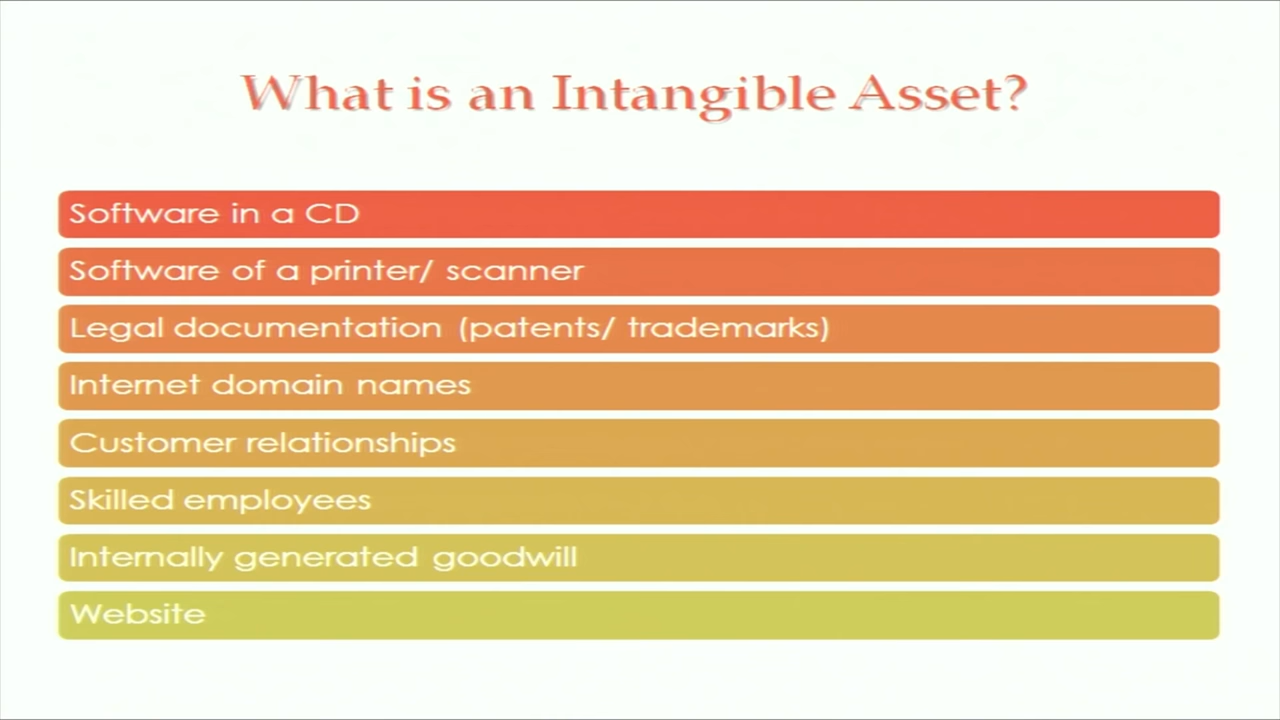 What is an Intangible Asset?
Software in a CD
Software of a printer/ scanner
Legal documentation (patents/ trademarks)
Internet domain names
Customer relationships
Skilled employees
Internally generated goodwill
Website